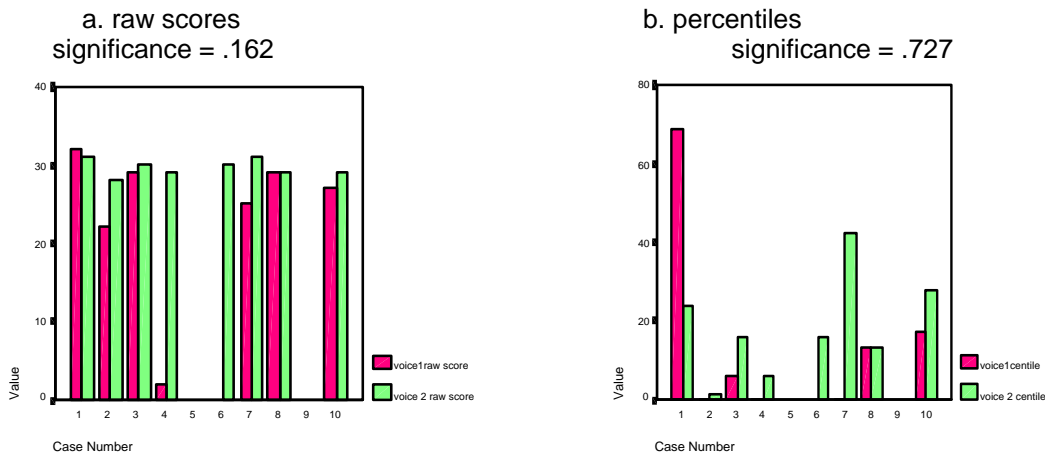 a. raw scores
significance = .162
40
30
20
10
0
Value
1 2 3 4 5 6 7 8 9 10
Case Number
voice1raw score
voice 2 raw score
b. percentiles
significance = .727
80
60
40
20
0
Value
1 2 3 4 5 6 7 8 9 10
Case Number
voice1centile
voice 2 centile